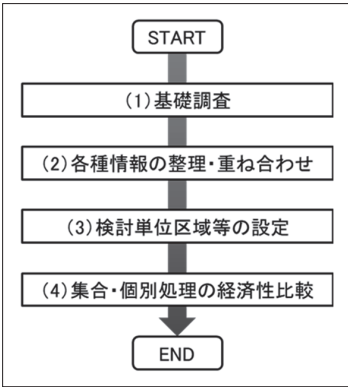 START
(1)基礎調査
(2)各種情報の整理・重ね合わせ
(3)検討単位区域等の設定
(4)集合・個別処理の経済性比較
END